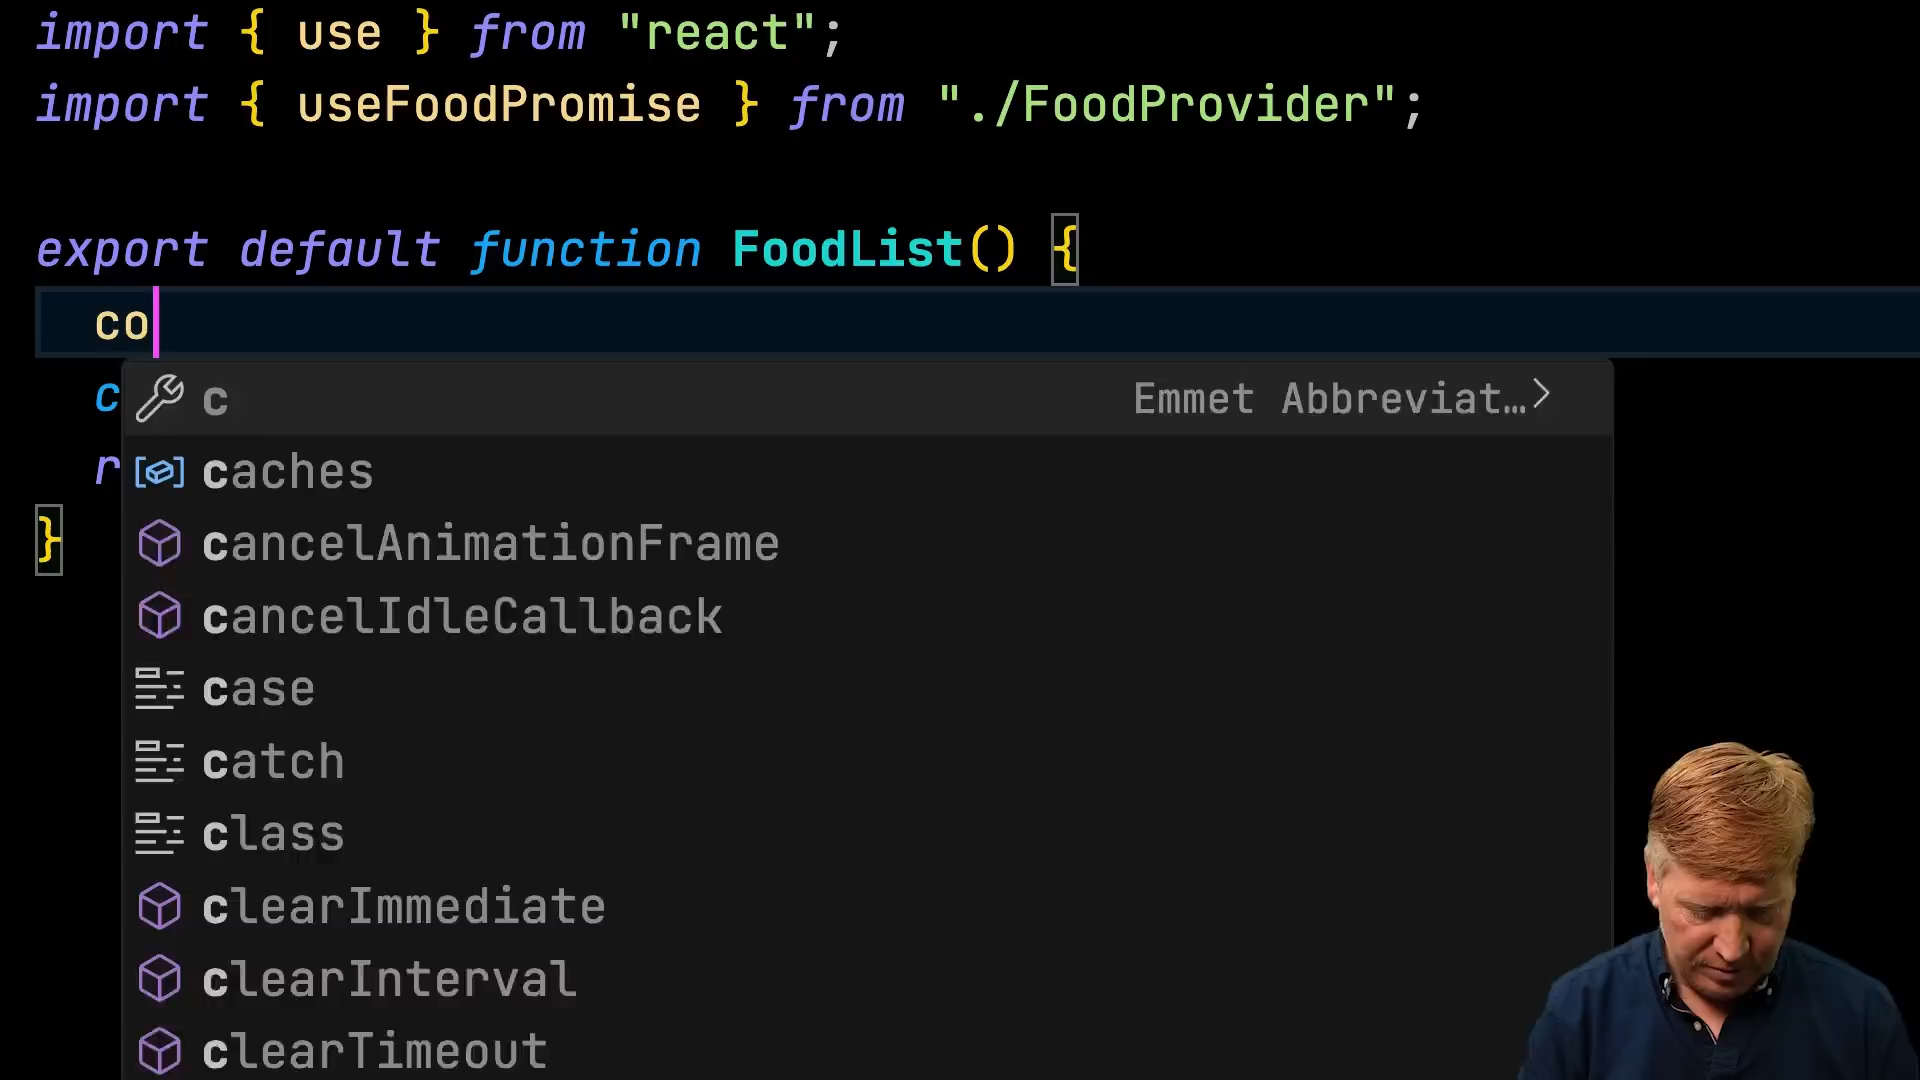 import { use } from "react";
import { useFoodPromise } from "./FoodProvider";
export default function FoodList() {
co
c
r
}
c Emmet Abbreviat…
caches
cancelAnimationFrame
cancelIdleCallback
case
catch
class
clearImmediate
clearInterval
clearTimeout